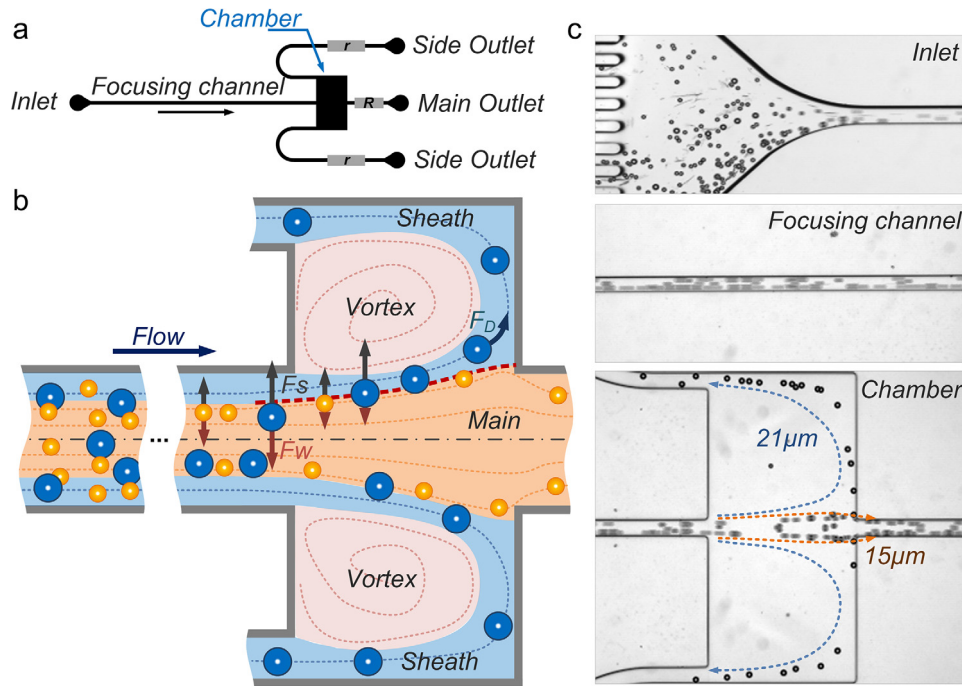 a
Chamber
r
Side Outlet
Inlet
Focusing channel
R
Main Outlet
r
Side Outlet
b
Sheath
Vortex
F_D
Flow
Fs
Main
...
Fw
Vortex
Sheath
c
Inlet
Focusing channel
Chamber
21μm
15μm